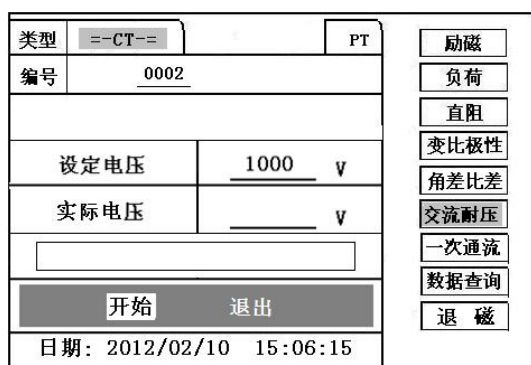 类型 =-CT-= PT
编号 0002
设定电压 1000 V
实际电压 V
开始 退出
日期: 2012/02/10 15:06:15
励磁
负荷
直阻
变比极性
角差比差
交流耐压
一次通流
数据查询
退 磁